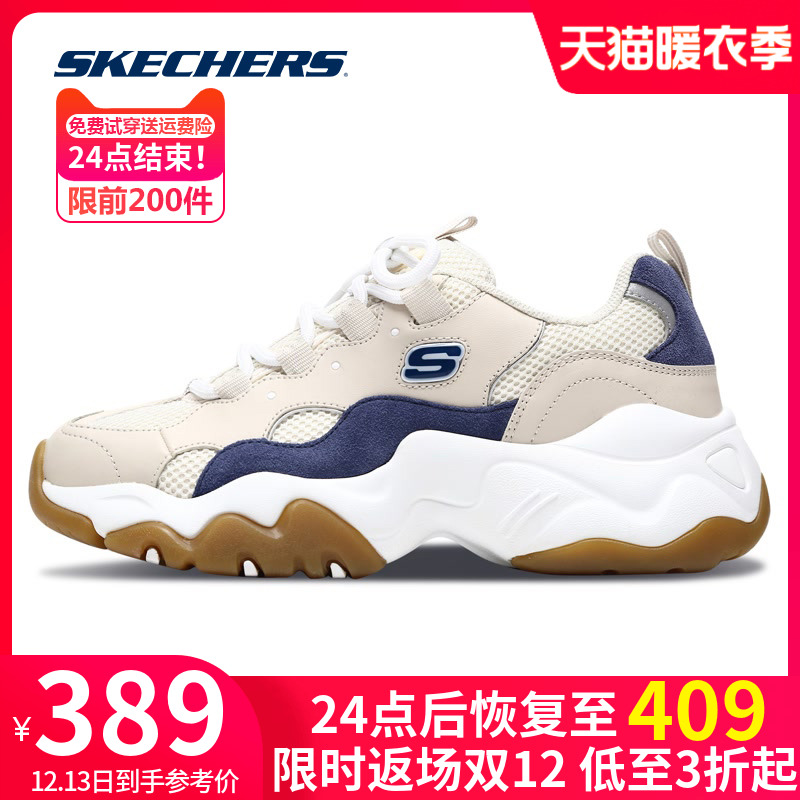 SKECHERS
天猫暖衣季
免费试穿送运费险
24点结束！
限前200件
S
¥389
12.13日到手参考价
24点后恢复至409
限时返场双12 低至3折起